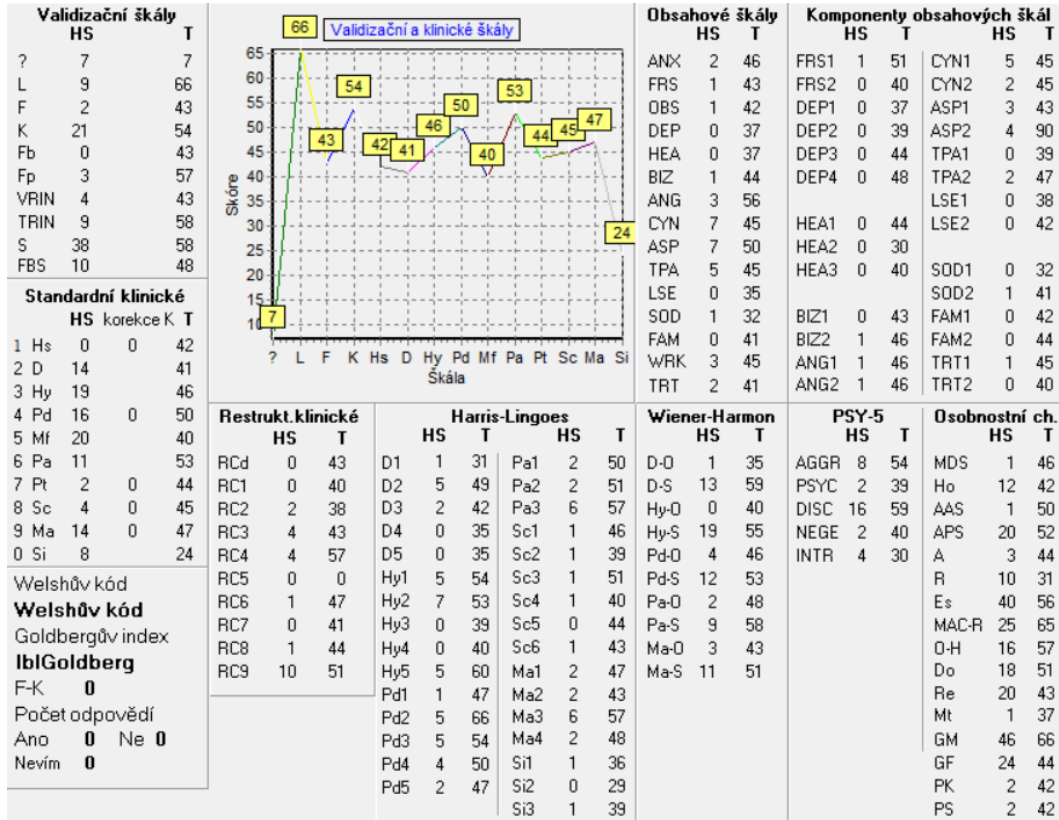 Validizační škály
HS T
? 7 7
L 9 66
F 2 43
K 21 54
Fb 0 43
Fp 3 57
VRIN 4 43
TRIN 9 58
S 38 58
FBS 10 48
Standardní klinické
HS korekce K T
1 Hs 0 0 42
2 D 14 41
3 Hy 19 46
4 Pd 16 0 50
5 Mf 20 40
6 Pa 11 53
7 Pt 2 0 44
8 Sc 4 0 45
9 Ma 14 0 47
0 Si 8 24
Welshův kód
Welshův kód
Goldbergův index
lblGoldberg
F-K 0
Počet odpovědí
Ano 0 Ne 0
Nevím 0
Validizační a klinické škály
Skóre
65
60
55
50
45
40
35
30
25
20
15
10
7 66 43 54 42 41 46 50 40 53 44 45 47 24
? L F K Hs D Hy Pd Mf Pa Pt Sc Ma Si
Škála
Obsahové škály
HS T
ANX 2 46
FRS 1 43
OBS 1 42
DEP 0 37
HEA 0 37
BIZ 1 44
ANG 3 56
CYN 7 45
ASP 7 50
TPA 5 45
LSE 0 35
SOD 1 32
FAM 0 41
WRK 3 45
TRT 2 41
Komponenty obsahových škál
HS T HS T
FRS1 1 51 CYN1 5 45
FRS2 0 40 CYN2 2 45
DEP1 0 37 ASP1 3 43
DEP2 0 39 ASP2 4 90
DEP3 0 44 TPA1 0 39
DEP4 0 48 TPA2 2 47
LSE1 0 38
HEA1 0 44 LSE2 0 42
HEA2 0 30
HEA3 0 40 SOD1 0 32
SOD2 1 41
BIZ1 0 43 FAM1 0 42
BIZ2 1 46 FAM2 0 44
ANG1 1 46 TRT1 1 45
ANG2 1 46 TRT2 0 40
Restrukt.klinické
HS T
RCd 0 43
RC1 0 40
RC2 2 38
RC3 4 43
RC4 4 57
RC5 0 0
RC6 1 47
RC7 0 41
RC8 1 44
RC9 10 51
Harris-Lingoes
HS T HS T
D1 1 31 Pa1 2 50
D2 5 49 Pa2 2 51
D3 2 42 Pa3 6 57
D4 0 35 Sc1 1 46
D5 0 35 Sc2 1 39
Hy1 5 54 Sc3 1 51
Hy2 7 53 Sc4 1 40
Hy3 0 39 Sc5 0 44
Hy4 0 40 Sc6 1 43
Hy5 5 60 Ma1 2 47
Pd1 1 47 Ma2 2 43
Pd2 5 66 Ma3 6 57
Pd3 5 54 Ma4 2 48
Pd4 4 50 Si1 1 36
Pd5 2 47 Si2 0 29
Si3 1 39
Wiener-Harmon
HS T
D-O 1 35
D-S 13 59
Hy-O 0 40
Hy-S 19 55
Pd-O 4 46
Pd-S 12 53
Pa-O 2 48
Pa-S 9 58
Ma-O 3 43
Ma-S 11 51
PSY-5
HS T
AGGR 8 54
PSYC 2 39
DISC 16 59
NEGE 2 40
INTR 4 30
Osobnostní ch.
HS T
MDS 1 46
Ho 12 42
AAS 1 50
APS 20 52
A 3 44
R 10 31
Es 40 56
MAC-R 25 65
O-H 16 57
Do 18 51
Re 20 43
Mt 1 37
GM 46 66
GF 24 44
PK 2 42
PS 2 42